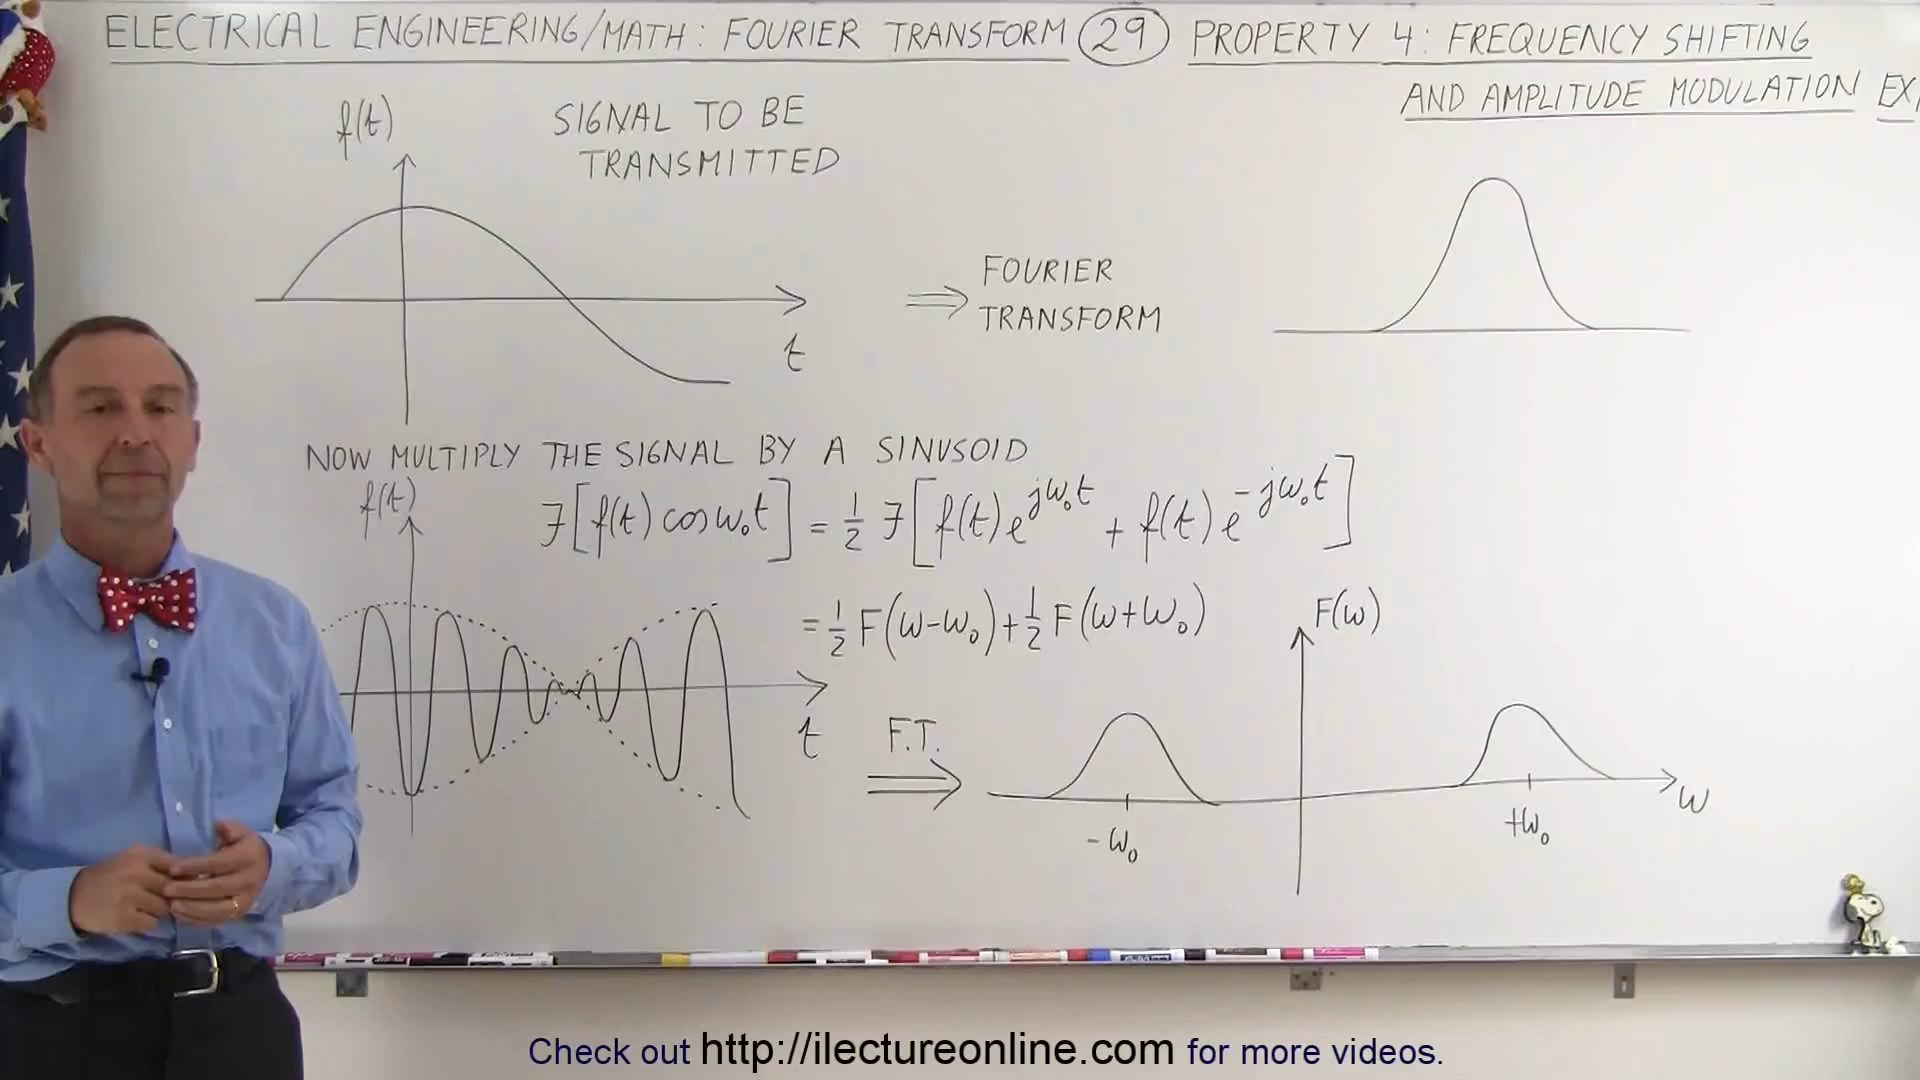 ELECTRICAL ENGINEERING/MATH: FOURIER TRANSFORM 29 PROPERTY 4: FREQUENCY SHIFTING
AND AMPLITUDE MODULATION
f(t)
SIGNAL TO BE
TRANSMITTED
t
⇒ FOURIER
TRANSFORM
NOW MULTIPLY THE SIGNAL BY A SINUSOID
f(t)
F[f(t) cos ω₀t] = 1/2 F[f(t) e^{jω₀t} + f(t) e^{-jω₀t}]
= 1/2 F(ω-ω₀) + 1/2 F(ω+ω₀)
t
F.T.
⇒
F(ω)
-ω₀
+ω₀
ω
Check out http://ilectureonline.com for more videos.